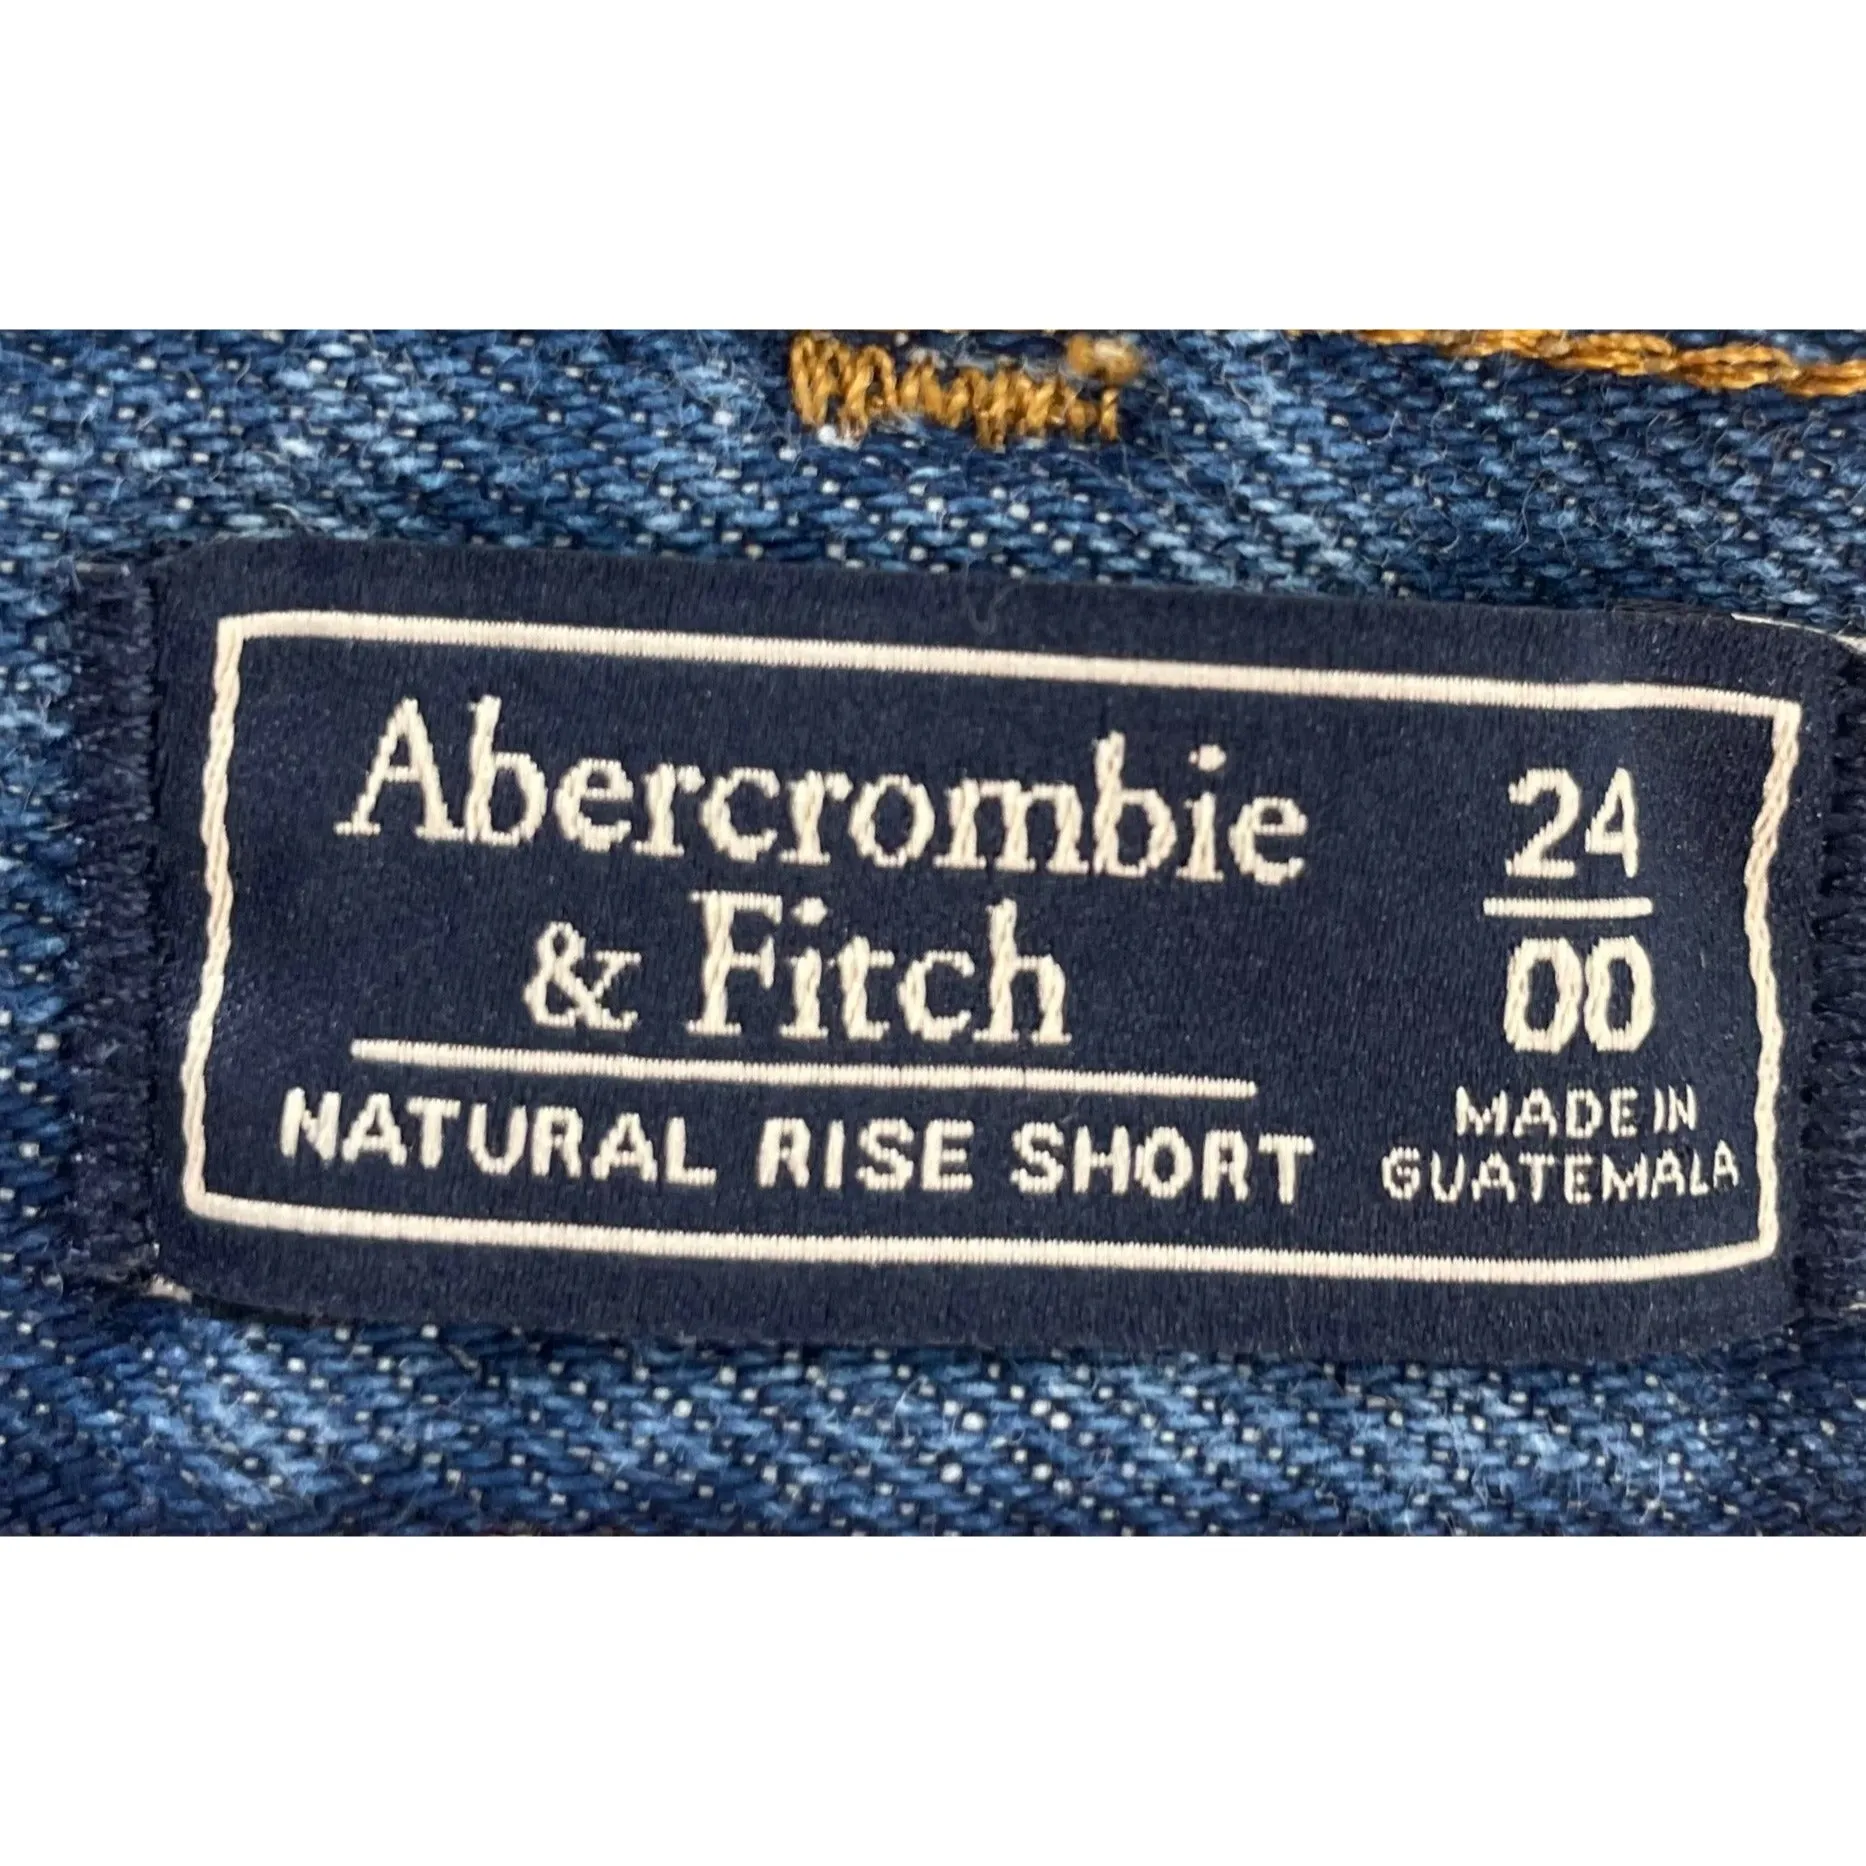 Abercrombie
& Fitch
NATURAL RISE SHORT
24
00
MADE IN
GUATEMALA